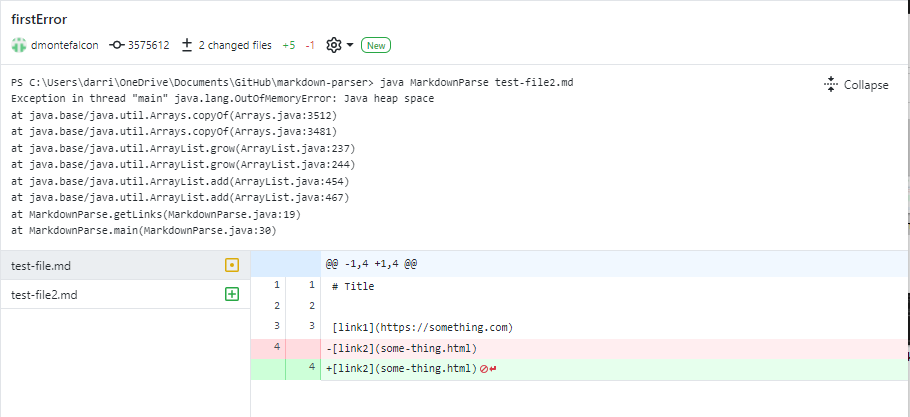 firstError
dmontefalcon 3575612 2 changed files +5 -1 New
PS C:\Users\darri\OneDrive\Documents\GitHub\markdown-parser> java MarkdownParse test-file2.md
Collapse
Exception in thread "main" java.lang.OutOfMemoryError: Java heap space
at java.base/java.util.Arrays.copyOf(Arrays.java:3512)
at java.base/java.util.Arrays.copyOf(Arrays.java:3481)
at java.base/java.util.ArrayList.grow(ArrayList.java:237)
at java.base/java.util.ArrayList.grow(ArrayList.java:244)
at java.base/java.util.ArrayList.add(ArrayList.java:454)
at java.base/java.util.ArrayList.add(ArrayList.java:467)
at MarkdownParse.getLinks(MarkdownParse.java:19)
at MarkdownParse.main(MarkdownParse.java:30)
test-file.md
test-file2.md
@@ -1,4 +1,4 @@
1 1 # Title
2 2
3 3 [link1](https://something.com)
4 -[link2](some-thing.html)
4 +[link2](some-thing.html)